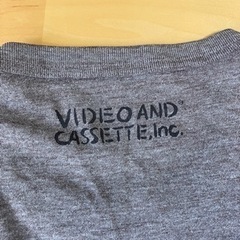 VIDEO AND
CASSETTE, Inc.